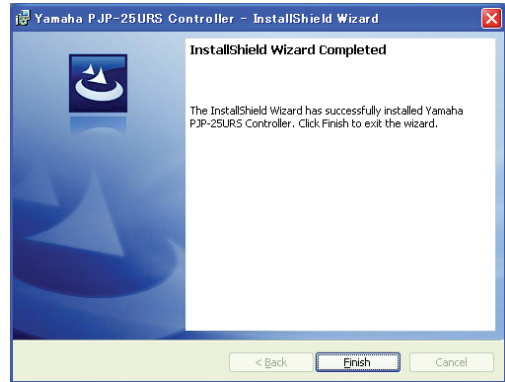 Yamaha PJP-25URS Controller - InstallShield Wizard
InstallShield Wizard Completed
The InstallShield Wizard has successfully installed Yamaha
PJP-25URS Controller. Click Finish to exit the wizard.
< Back
Finish
Cancel